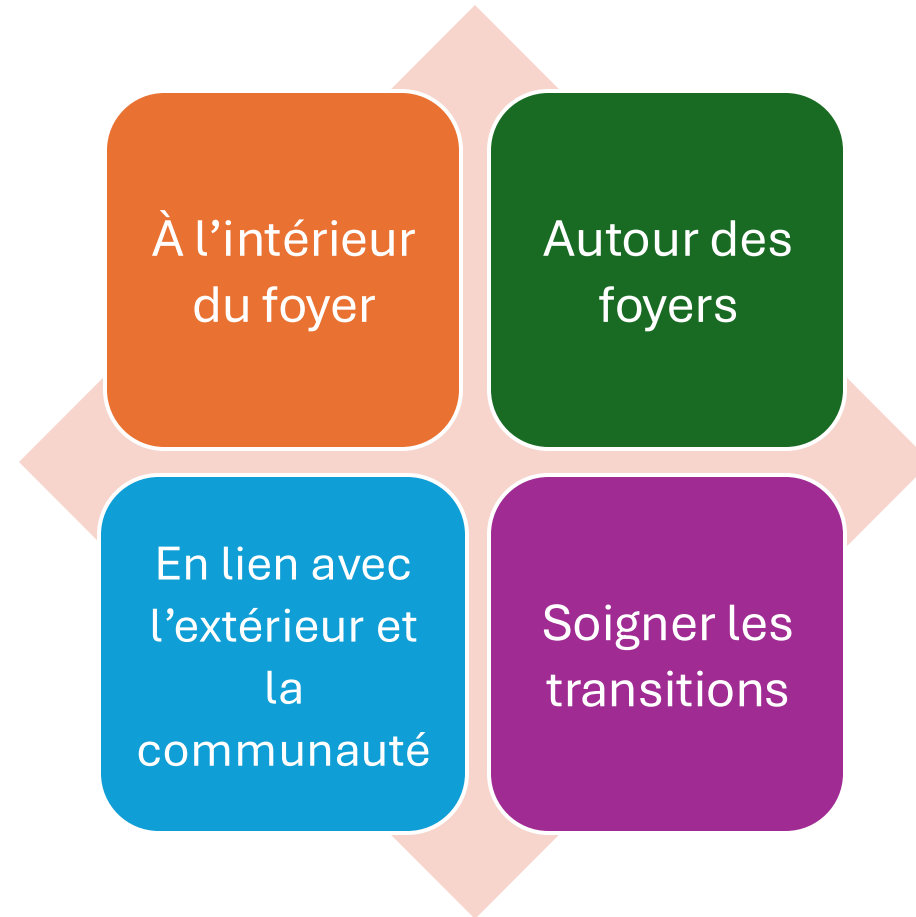 À l’intérieur
du foyer
Autour des
foyers
En lien avec
l’extérieur et
la
communauté
Soigner les
transitions